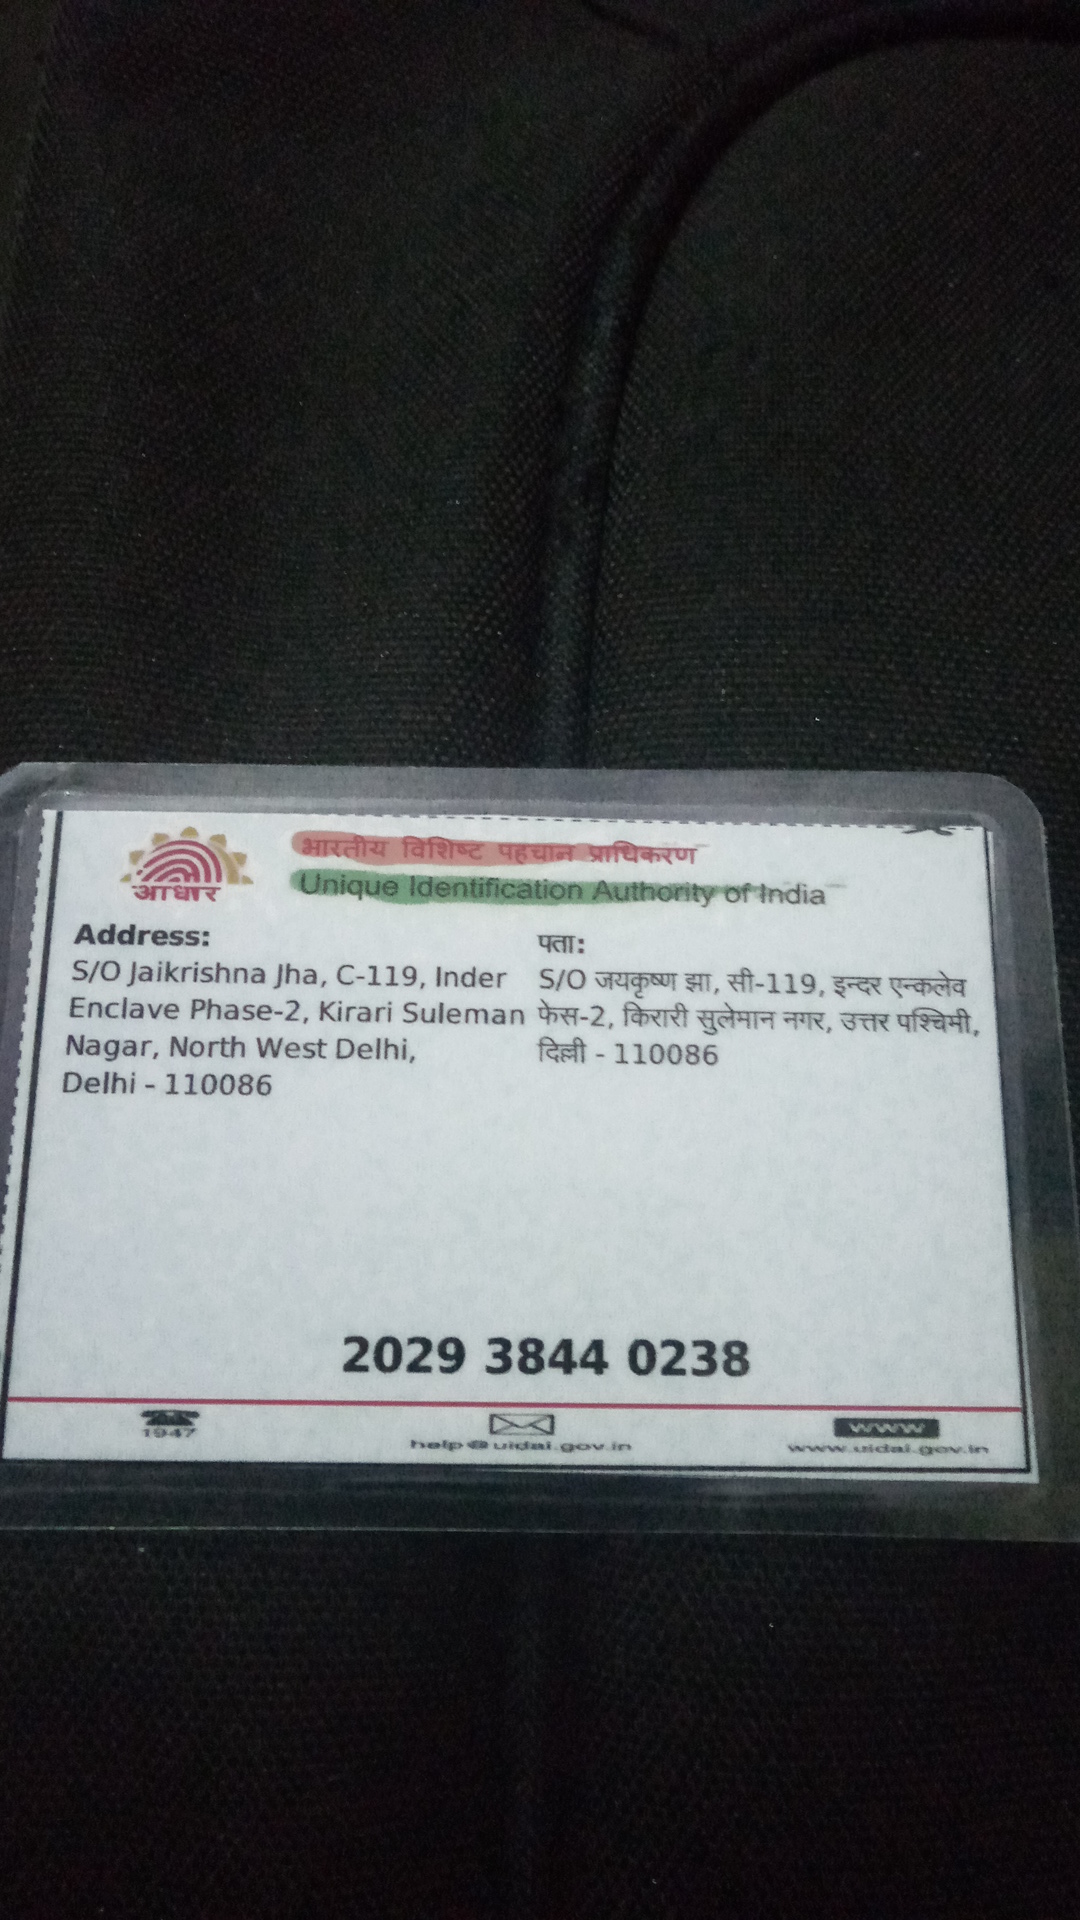 भारतीय विशिष्ट पहचान प्राधिकरण
Unique Identification Authority of India
आधार
Address:
S/O Jaikrishna Jha, C-119, Inder
Enclave Phase-2, Kirari Suleman
Nagar, North West Delhi,
Delhi - 110086
पता:
S/O जयकृष्ण झा, सी-119, इन्दर एन्कलेव
फेस-2, किरारी सुलेमान नगर, उत्तर पश्चिमी,
दिल्ली - 110086
2029 3844 0238
1947
help@uidai.gov.in
www
www.uidai.gov.in